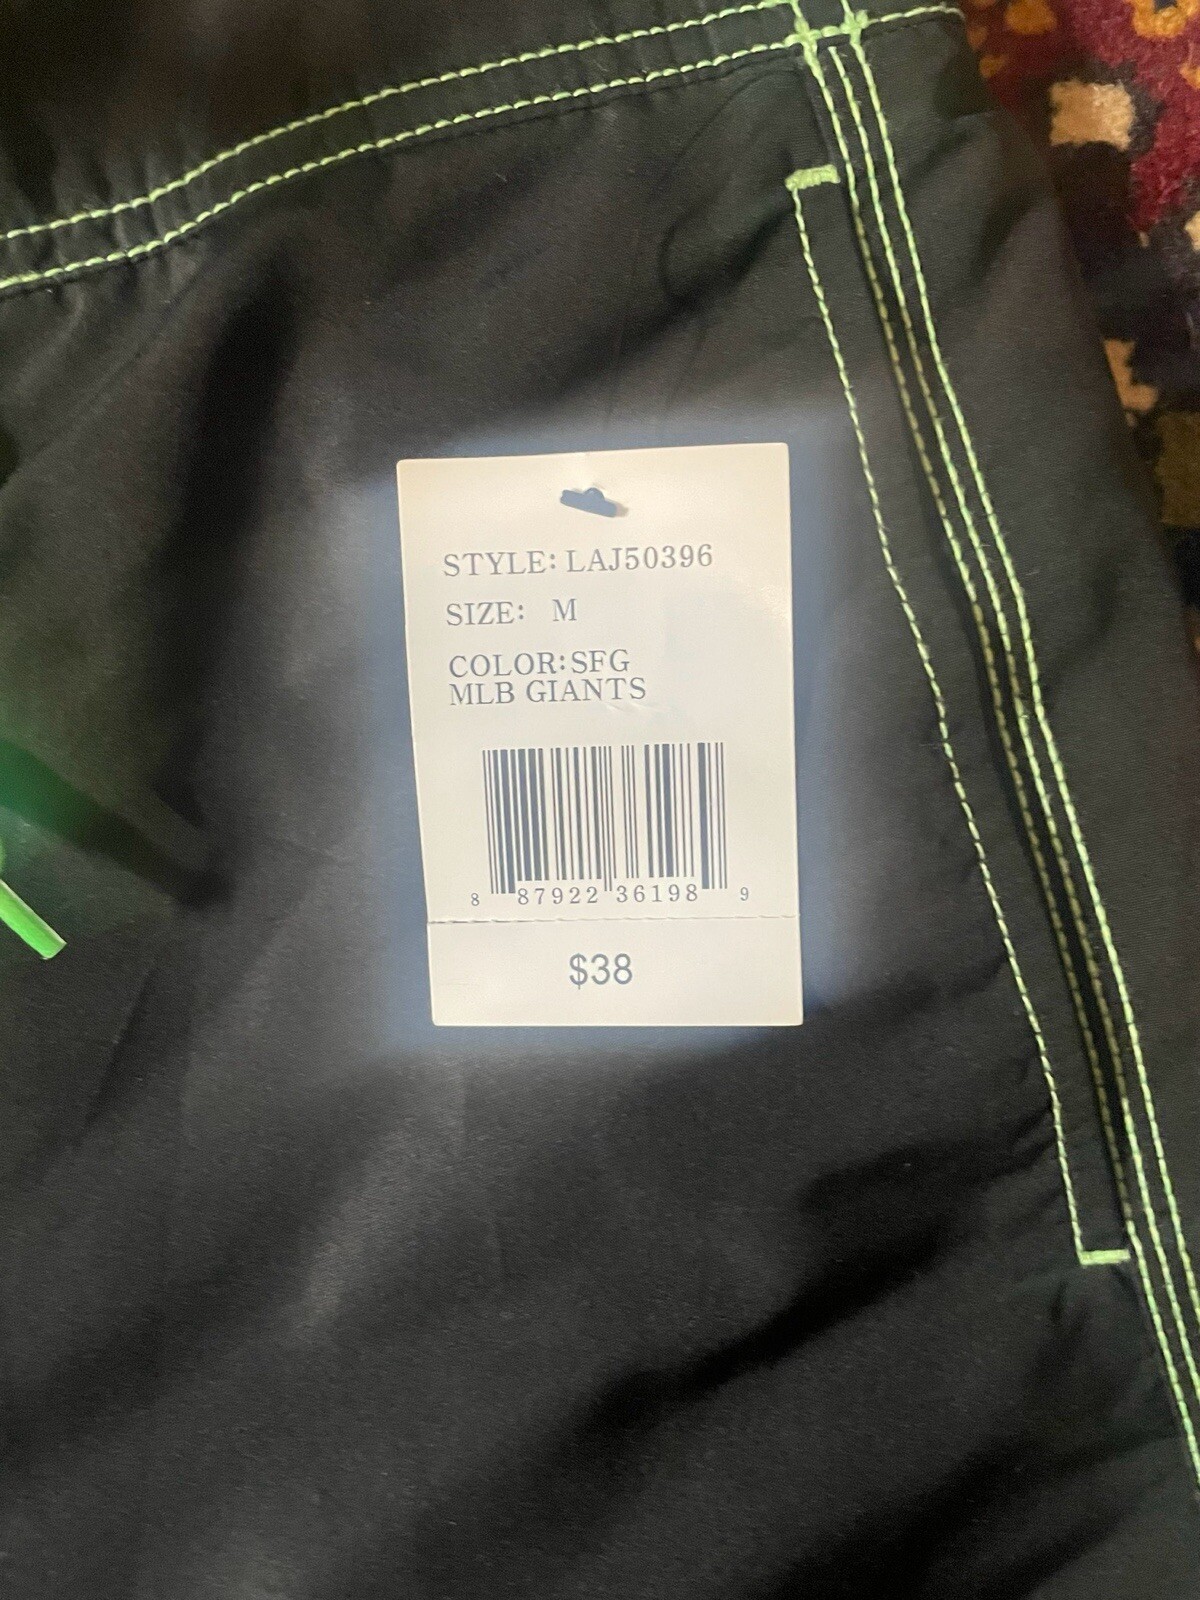 STYLE: LAJ50396
SIZE: M
COLOR:SFG
MLB GIANTS
8 87922 36198 9
$38